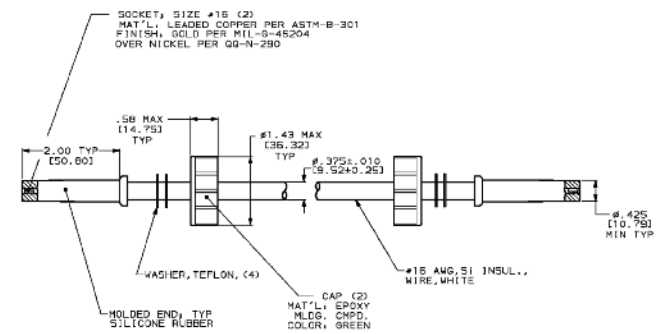 SOCKET, SIZE #16 (2)
MAT'L. LEADED COPPER PER ASTM-B-301
FINISH. GOLD PER MIL-G-45204
OVER NICKEL PER QQ-N-290
.58 MAX
[14.75]
TYP
ø1.43 MAX
[36.32]
TYP
2.00 TYP
[50.80]
ø.375±.010
[9.52±0.25]
ø.425
[10.79]
MIN TYP
WASHER, TEFLON, (4)
#16 AWG, SI INSUL.,
WIRE, WHITE
MOLDED END, TYP
SILICONE RUBBER
CAP (2)
MAT'L. EPOXY
MLDG. CMPD.
COLOR. GREEN